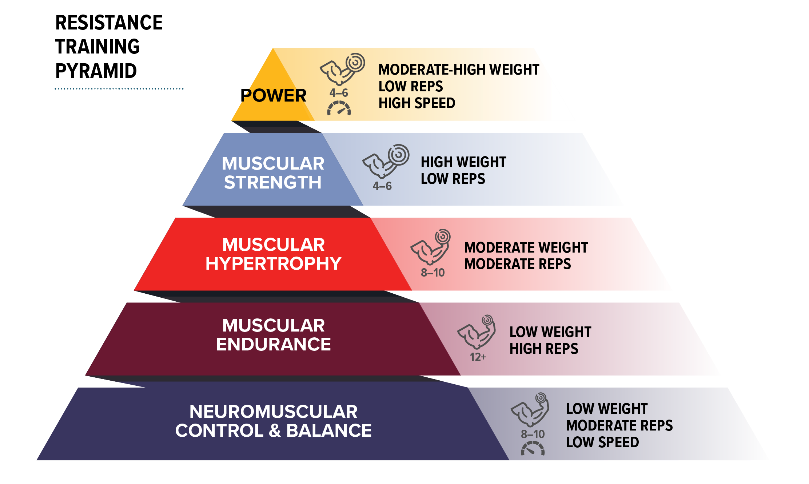 RESISTANCE
TRAINING
PYRAMID
POWER
4–6
MODERATE-HIGH WEIGHT
LOW REPS
HIGH SPEED
MUSCULAR
STRENGTH
4–6
HIGH WEIGHT
LOW REPS
MUSCULAR
HYPERTROPHY
8–10
MODERATE WEIGHT
MODERATE REPS
MUSCULAR
ENDURANCE
12+
LOW WEIGHT
HIGH REPS
NEUROMUSCULAR
CONTROL & BALANCE
8–10
LOW WEIGHT
MODERATE REPS
LOW SPEED